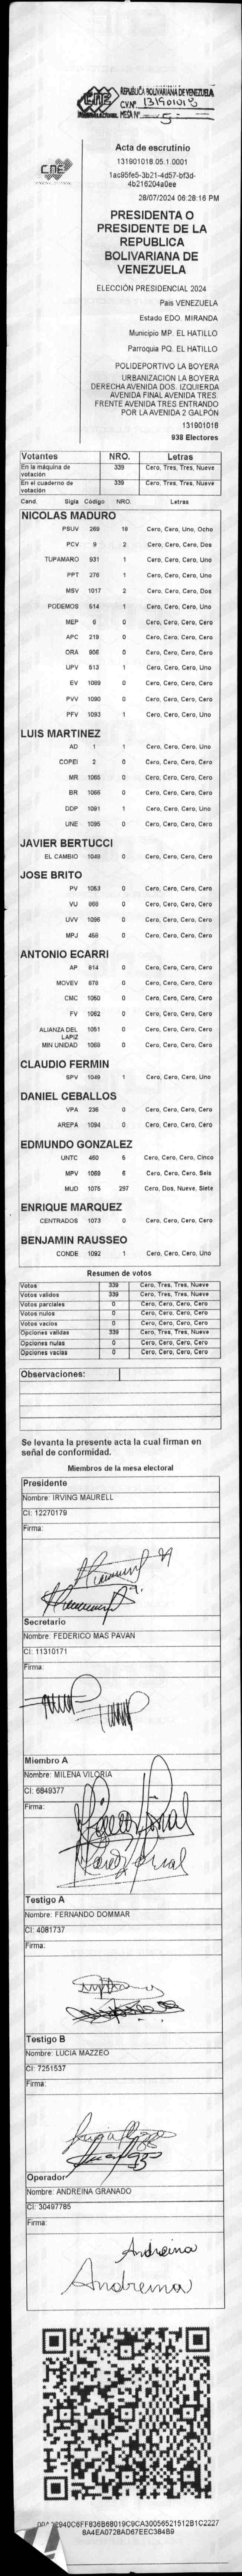 CNE
REPÚBLICA BOLIVARIANA DE VENEZUELA
C.V.Nº 131901018
MESA Nº 5
CNE
Acta de escrutinio
131901018.05.1.0001
1ac95fe5-3b21-4d57-bf3d-
4b216204a0ee
28/07/2024 06:28:16 PM
PRESIDENTA O
PRESIDENTE DE LA
REPUBLICA
BOLIVARIANA DE
VENEZUELA
ELECCIÓN PRESIDENCIAL 2024
Pais VENEZUELA
Estado EDO. MIRANDA
Municipio MP. EL HATILLO
Parroquia PQ. EL HATILLO
POLIDEPORTIVO LA BOYERA
URBANIZACION LA BOYERA
DERECHA AVENIDA DOS. IZQUIERDA
AVENIDA FINAL AVENIDA TRES.
FRENTE AVENIDA TRES ENTRANDO
POR LA AVENIDA 2 GALPÓN
131901018
938 Electores
Votantes NRO. Letras
En la máquina de votación 339 Cero, Tres, Tres, Nueve
En el cuaderno de votación 339 Cero, Tres, Tres, Nueve
Cand. Sigla Código NRO. Letras
NICOLAS MADURO
PSUV 269 18 Cero, Cero, Uno, Ocho
PCV 9 2 Cero, Cero, Cero, Dos
TUPAMARO 931 1 Cero, Cero, Cero, Uno
PPT 276 1 Cero, Cero, Cero, Uno
MSV 1017 2 Cero, Cero, Cero, Dos
PODEMOS 514 1 Cero, Cero, Cero, Uno
MEP 6 0 Cero, Cero, Cero, Cero
APC 219 0 Cero, Cero, Cero, Cero
ORA 908 0 Cero, Cero, Cero, Cero
UPV 513 1 Cero, Cero, Cero, Uno
EV 1089 0 Cero, Cero, Cero, Cero
PVV 1090 0 Cero, Cero, Cero, Cero
PFV 1093 1 Cero, Cero, Cero, Uno
LUIS MARTINEZ
AD 1 1 Cero, Cero, Cero, Uno
COPEI 2 0 Cero, Cero, Cero, Cero
MR 1065 0 Cero, Cero, Cero, Cero
BR 1066 0 Cero, Cero, Cero, Cero
DDP 1091 1 Cero, Cero, Cero, Uno
UNE 1095 0 Cero, Cero, Cero, Cero
JAVIER BERTUCCI
EL CAMBIO 1048 0 Cero, Cero, Cero, Cero
JOSE BRITO
PV 1053 0 Cero, Cero, Cero, Cero
VU 0 Cero, Cero, Cero, Cero
UVV 1096 0 Cero, Cero, Cero, Cero
MPJ 458 0 Cero, Cero, Cero, Cero
ANTONIO ECARRI
AP 814 0 Cero, Cero, Cero, Cero
MOVEV 878 0 Cero, Cero, Cero, Cero
CMC 1050 0 Cero, Cero, Cero, Cero
FV 1062 0 Cero, Cero, Cero, Cero
ALIANZA DEL LAPIZ 1051 0 Cero, Cero, Cero, Cero
MIN UNIDAD 1068 0 Cero, Cero, Cero, Cero
CLAUDIO FERMIN
SPV 1049 1 Cero, Cero, Cero, Uno
DANIEL CEBALLOS
VPA 236 0 Cero, Cero, Cero, Cero
AREPA 1094 0 Cero, Cero, Cero, Cero
EDMUNDO GONZALEZ
UNTC 460 5 Cero, Cero, Cero, Cinco
MPV 1069 6 Cero, Cero, Cero, Seis
MUD 1075 297 Cero, Dos, Nueve, Siete
ENRIQUE MARQUEZ
CENTRADOS 1073 0 Cero, Cero, Cero, Cero
BENJAMIN RAUSSEO
CONDE 1092 1 Cero, Cero, Cero, Uno
Resumen de votos
Votos 339 Cero, Tres, Tres, Nueve
Votos validos 339 Cero, Tres, Tres, Nueve
Votos parciales 0 Cero, Cero, Cero, Cero
Votos nulos 0 Cero, Cero, Cero, Cero
Votos vacios 0 Cero, Cero, Cero, Cero
Opciones validas 339 Cero, Tres, Tres, Nueve
Opciones nulas 0 Cero, Cero, Cero, Cero
Opciones vacias 0 Cero, Cero, Cero, Cero
Observaciones:
Se levanta la presente acta la cual firman en
señal de conformidad.
Miembros de la mesa electoral
Presidente
Nombre: IRVING MAURELL
CI: 12270179
Firma:
Secretario
Nombre: FEDERICO MAS PAVAN
CI: 11310171
Firma:
Miembro A
Nombre: MILENA VILORIA
CI: 6849377
Firma:
Testigo A
Nombre: FERNANDO DOMMAR
CI: 4081737
Firma:
Testigo B
Nombre: LUCIA MAZZEO
CI: 7251537
Firma:
Operador
Nombre: ANDREINA GRANADO
CI: 30497785
Firma:
Andreina
Andreina
8A4EA0728AD67EEC384B9